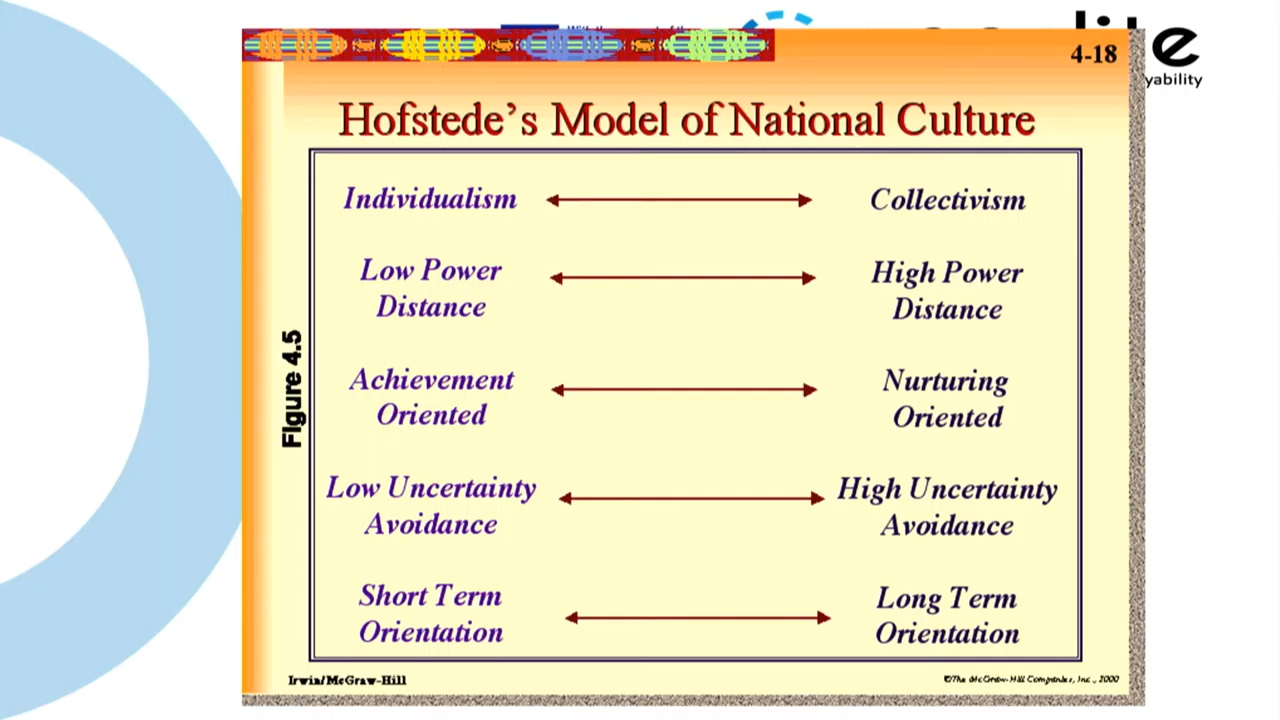 4-18
yability
Hofstede's Model of National Culture
Individualism
Collectivism
Low Power
Distance
High Power
Distance
Achievement
Oriented
Nurturing
Oriented
Low Uncertainty
Avoidance
High Uncertainty
Avoidance
Short Term
Orientation
Long Term
Orientation
Figure 4.5
Irwin/McGraw-Hill
©The McGraw-Hill Companies, Inc., 2000